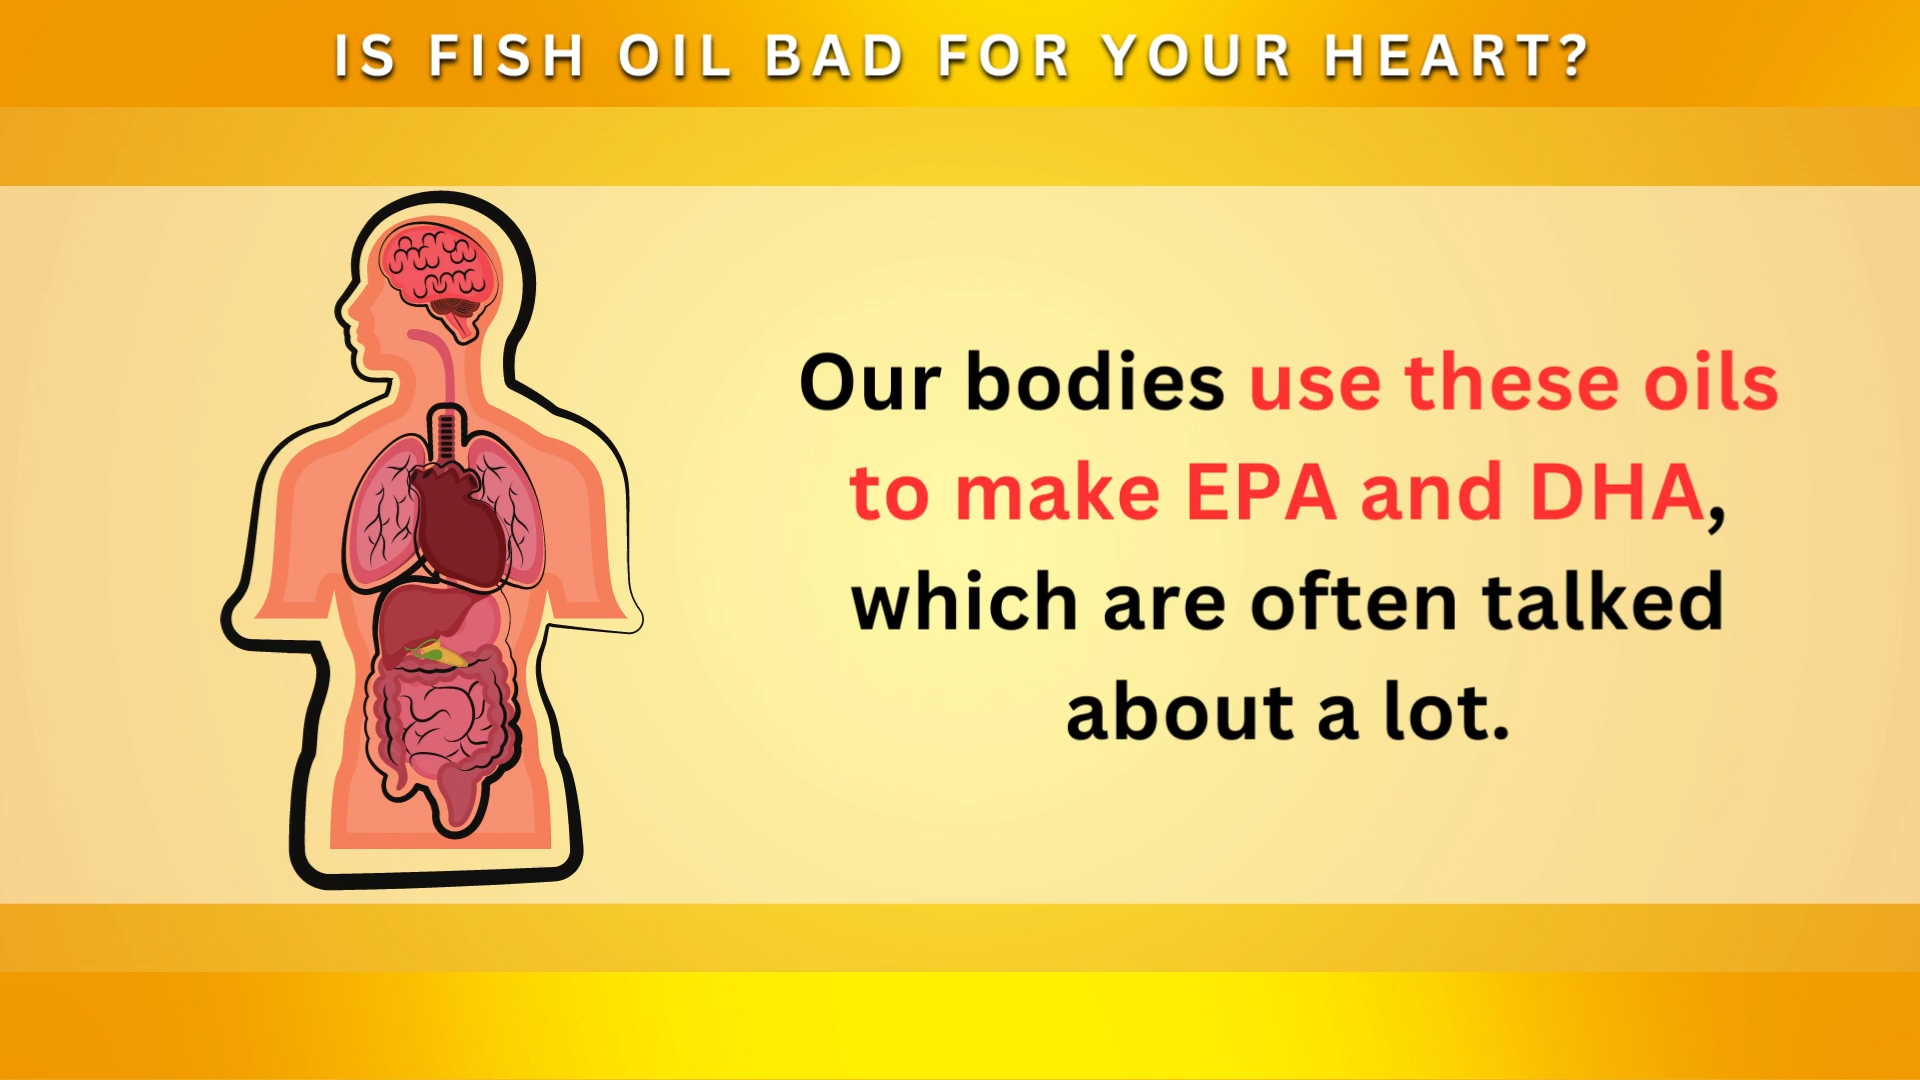 IS FISH OIL BAD FOR YOUR HEART?
Our bodies use these oils
to make EPA and DHA,
which are often talked
about a lot.